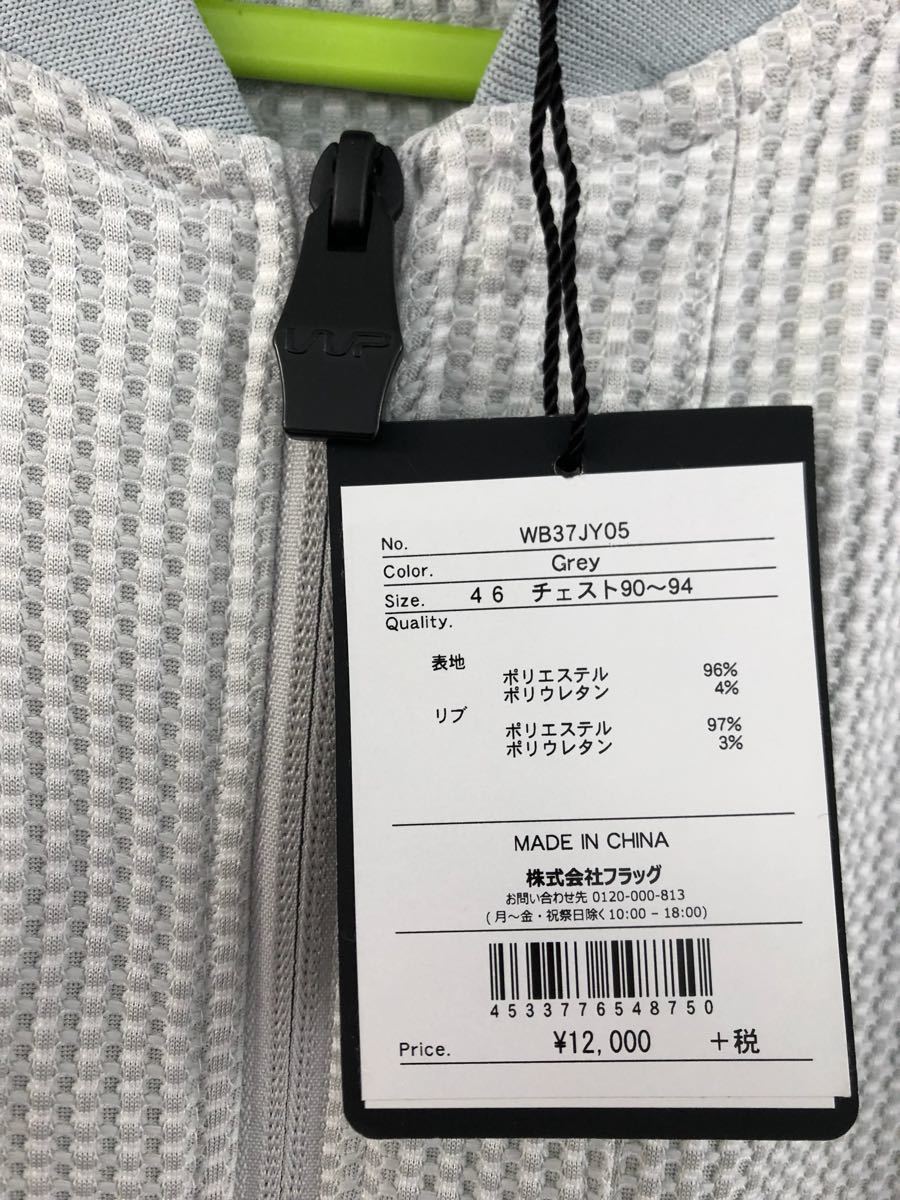 No. WB37JY05
Color. Grey
Size. 46 チェスト90～94
Quality.
表地
ポリエステル 96%
ポリウレタン 4%
リブ
ポリエステル 97%
ポリウレタン 3%
MADE IN CHINA
株式会社フラッグ
お問い合わせ先 0120-000-813
(月～金・祝祭日除く10:00 - 18:00)
4533776548750
Price. ¥12,000 +税